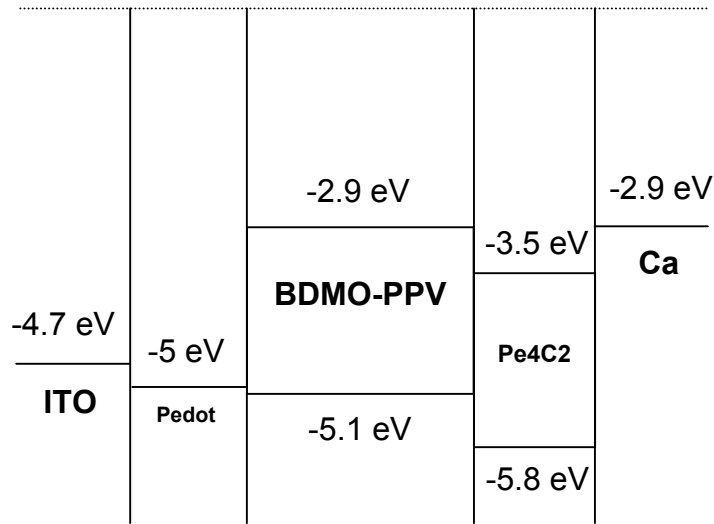 -2.9 eV
-2.9 eV
-3.5 eV
Ca
BDMO-PPV
-4.7 eV
-5 eV
Pe4C2
ITO
Pedot
-5.1 eV
-5.8 eV